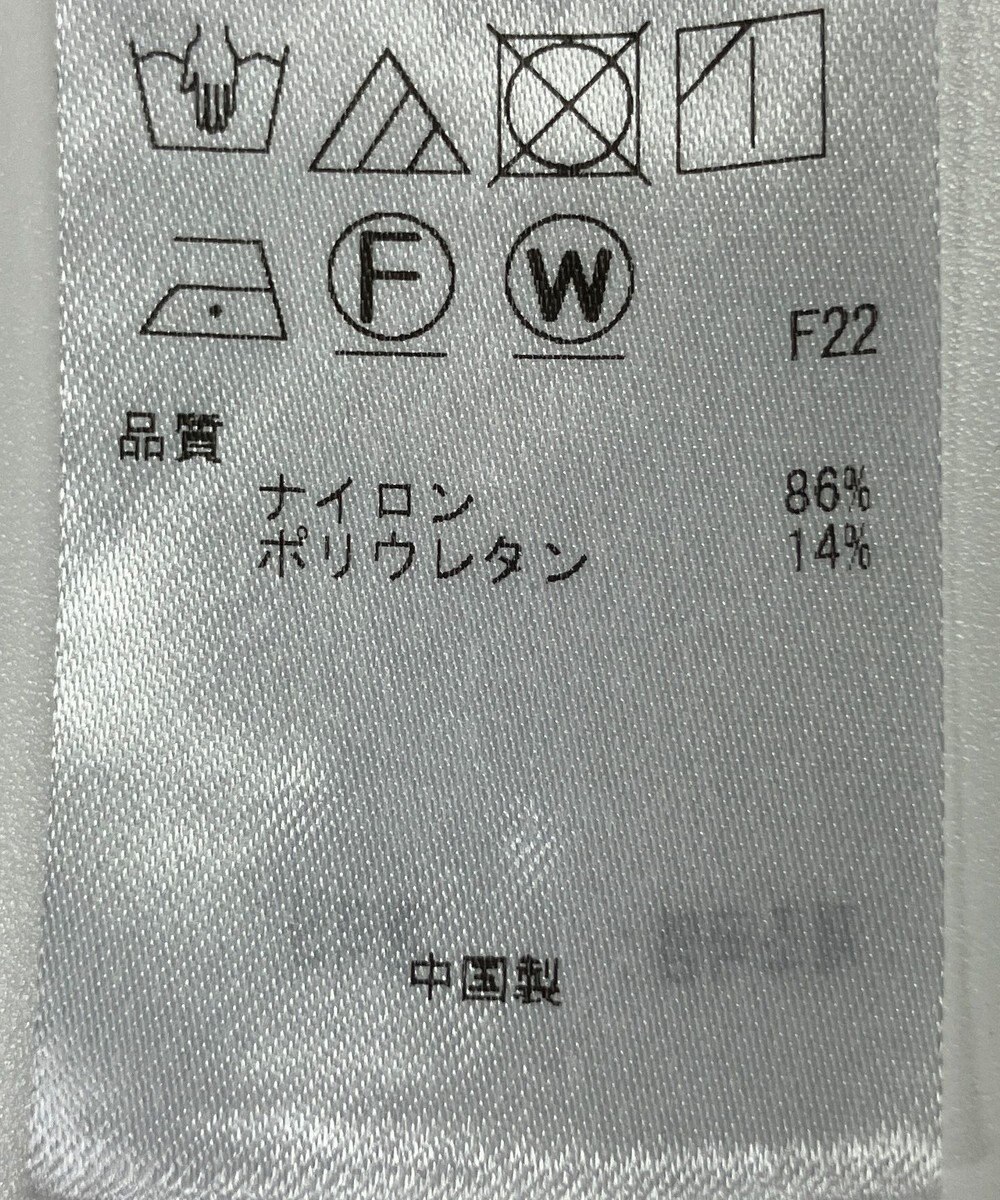 F W
F22
品質
ナイロン 86%
ポリウレタン 14%
中国製